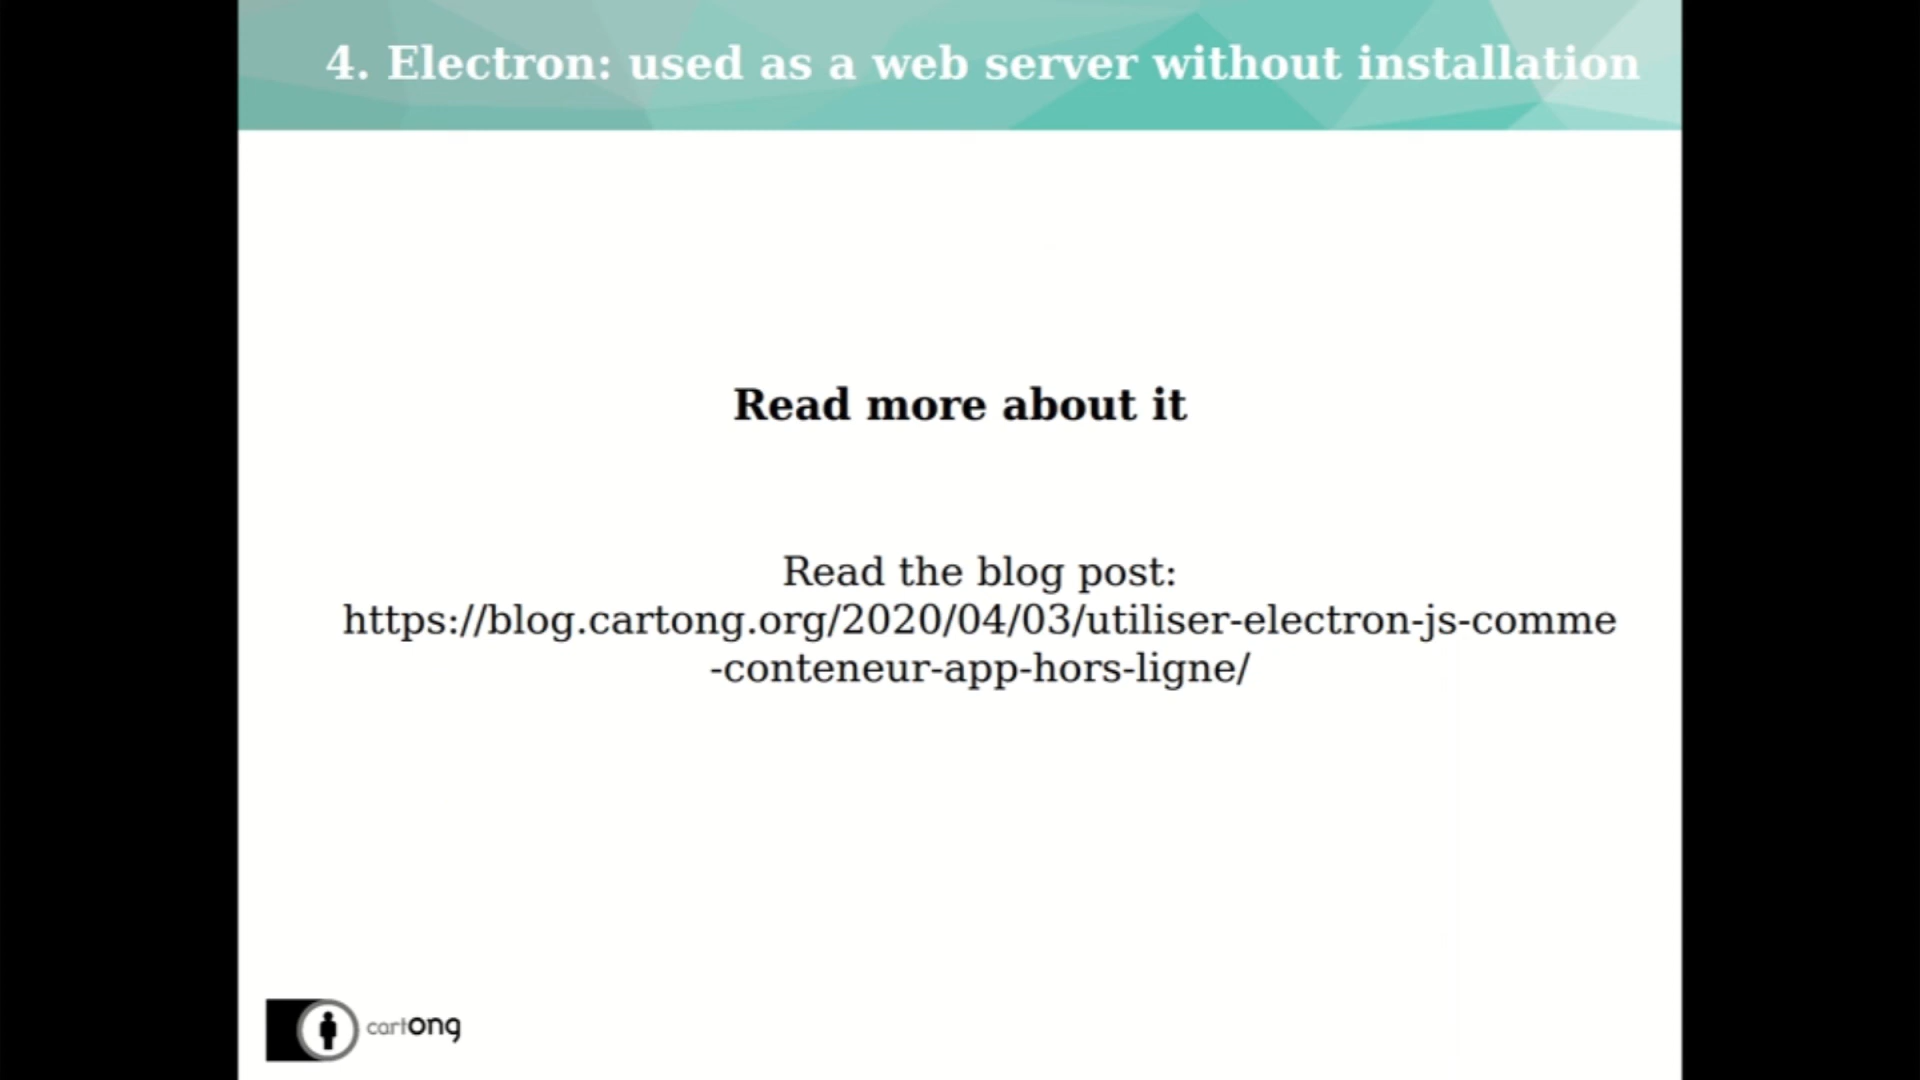 4. Electron: used as a web server without installation
Read more about it
Read the blog post:
https://blog.cartong.org/2020/04/03/utiliser-electron-js-comme
-conteneur-app-hors-ligne/
cartong